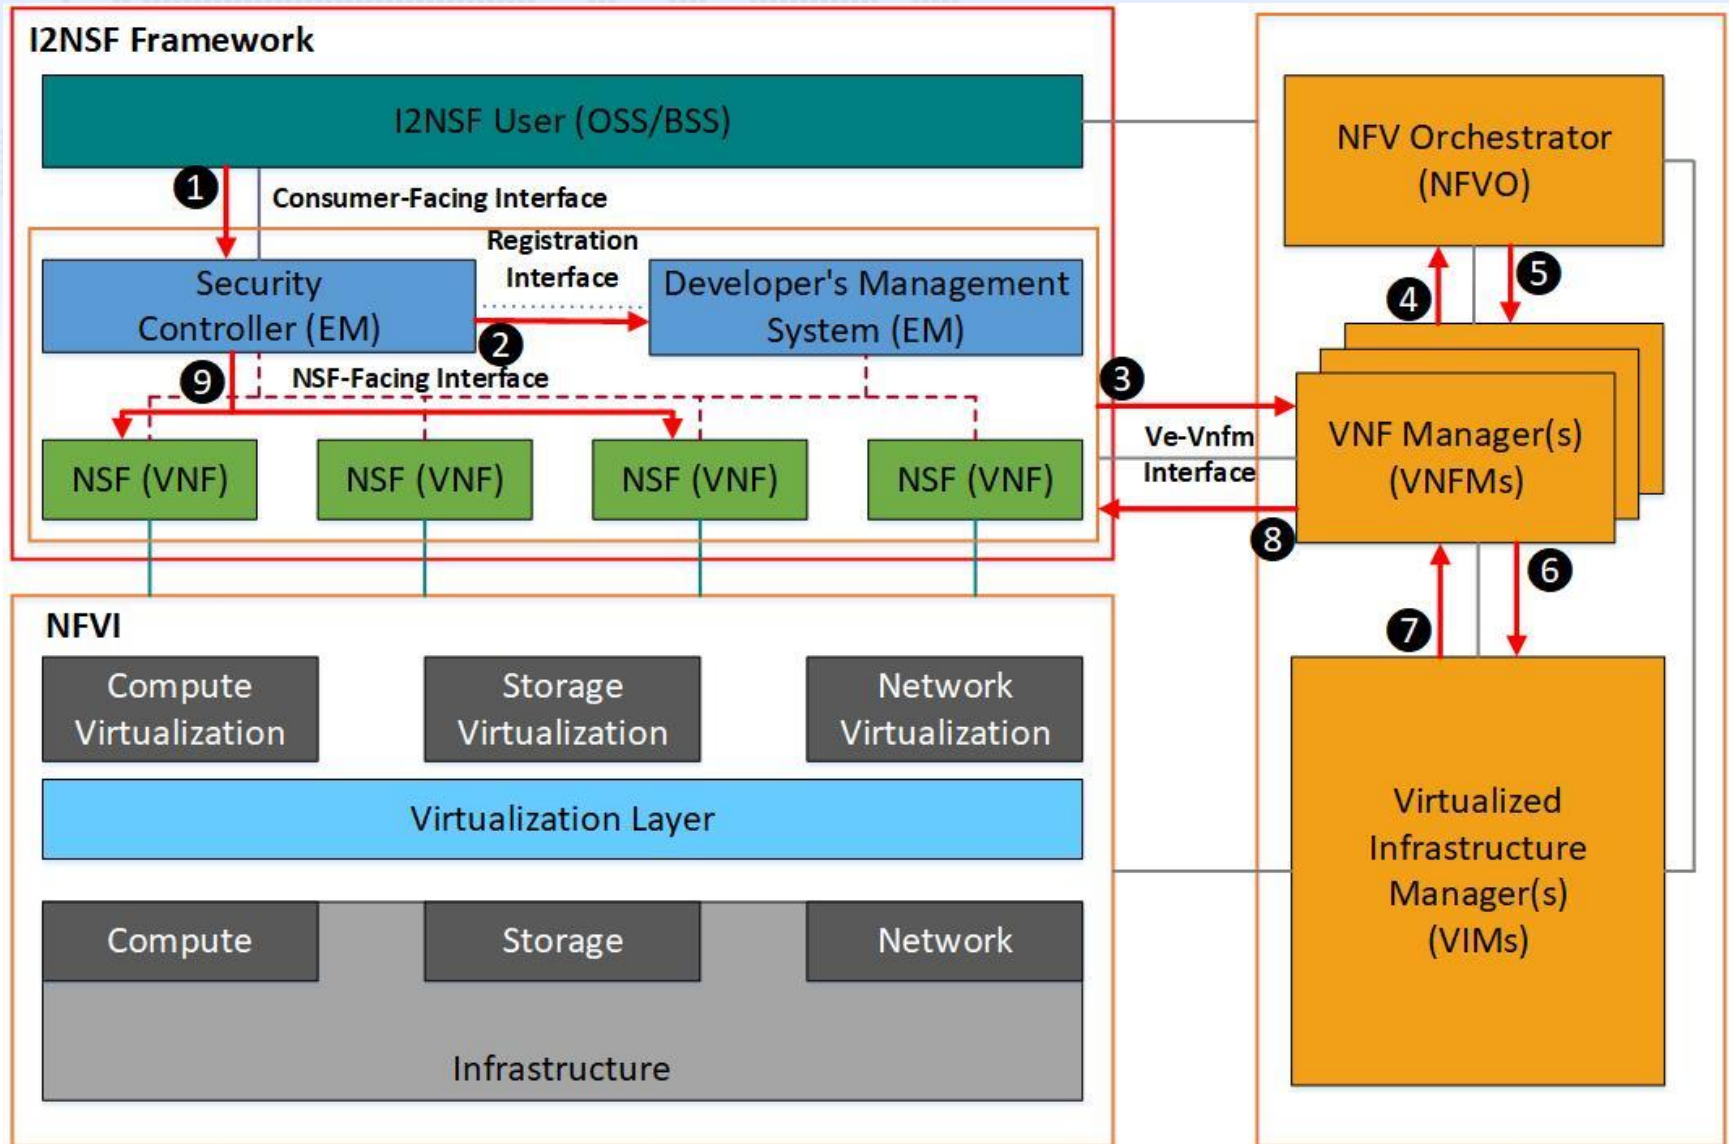 I2NSF Framework
I2NSF User (OSS/BSS)
1
Consumer-Facing Interface
Registration
Interface
Security
Controller (EM)
2
Developer's Management
System (EM)
9
NSF-Facing Interface
NSF (VNF)
NSF (VNF)
NSF (VNF)
NSF (VNF)
3
Ve-Vnfm
Interface
8
NFV Orchestrator
(NFVO)
4
5
VNF Manager(s)
(VNFMs)
6
7
Virtualized
Infrastructure
Manager(s)
(VIMs)
NFVI
Compute
Virtualization
Storage
Virtualization
Network
Virtualization
Virtualization Layer
Compute
Storage
Network
Infrastructure